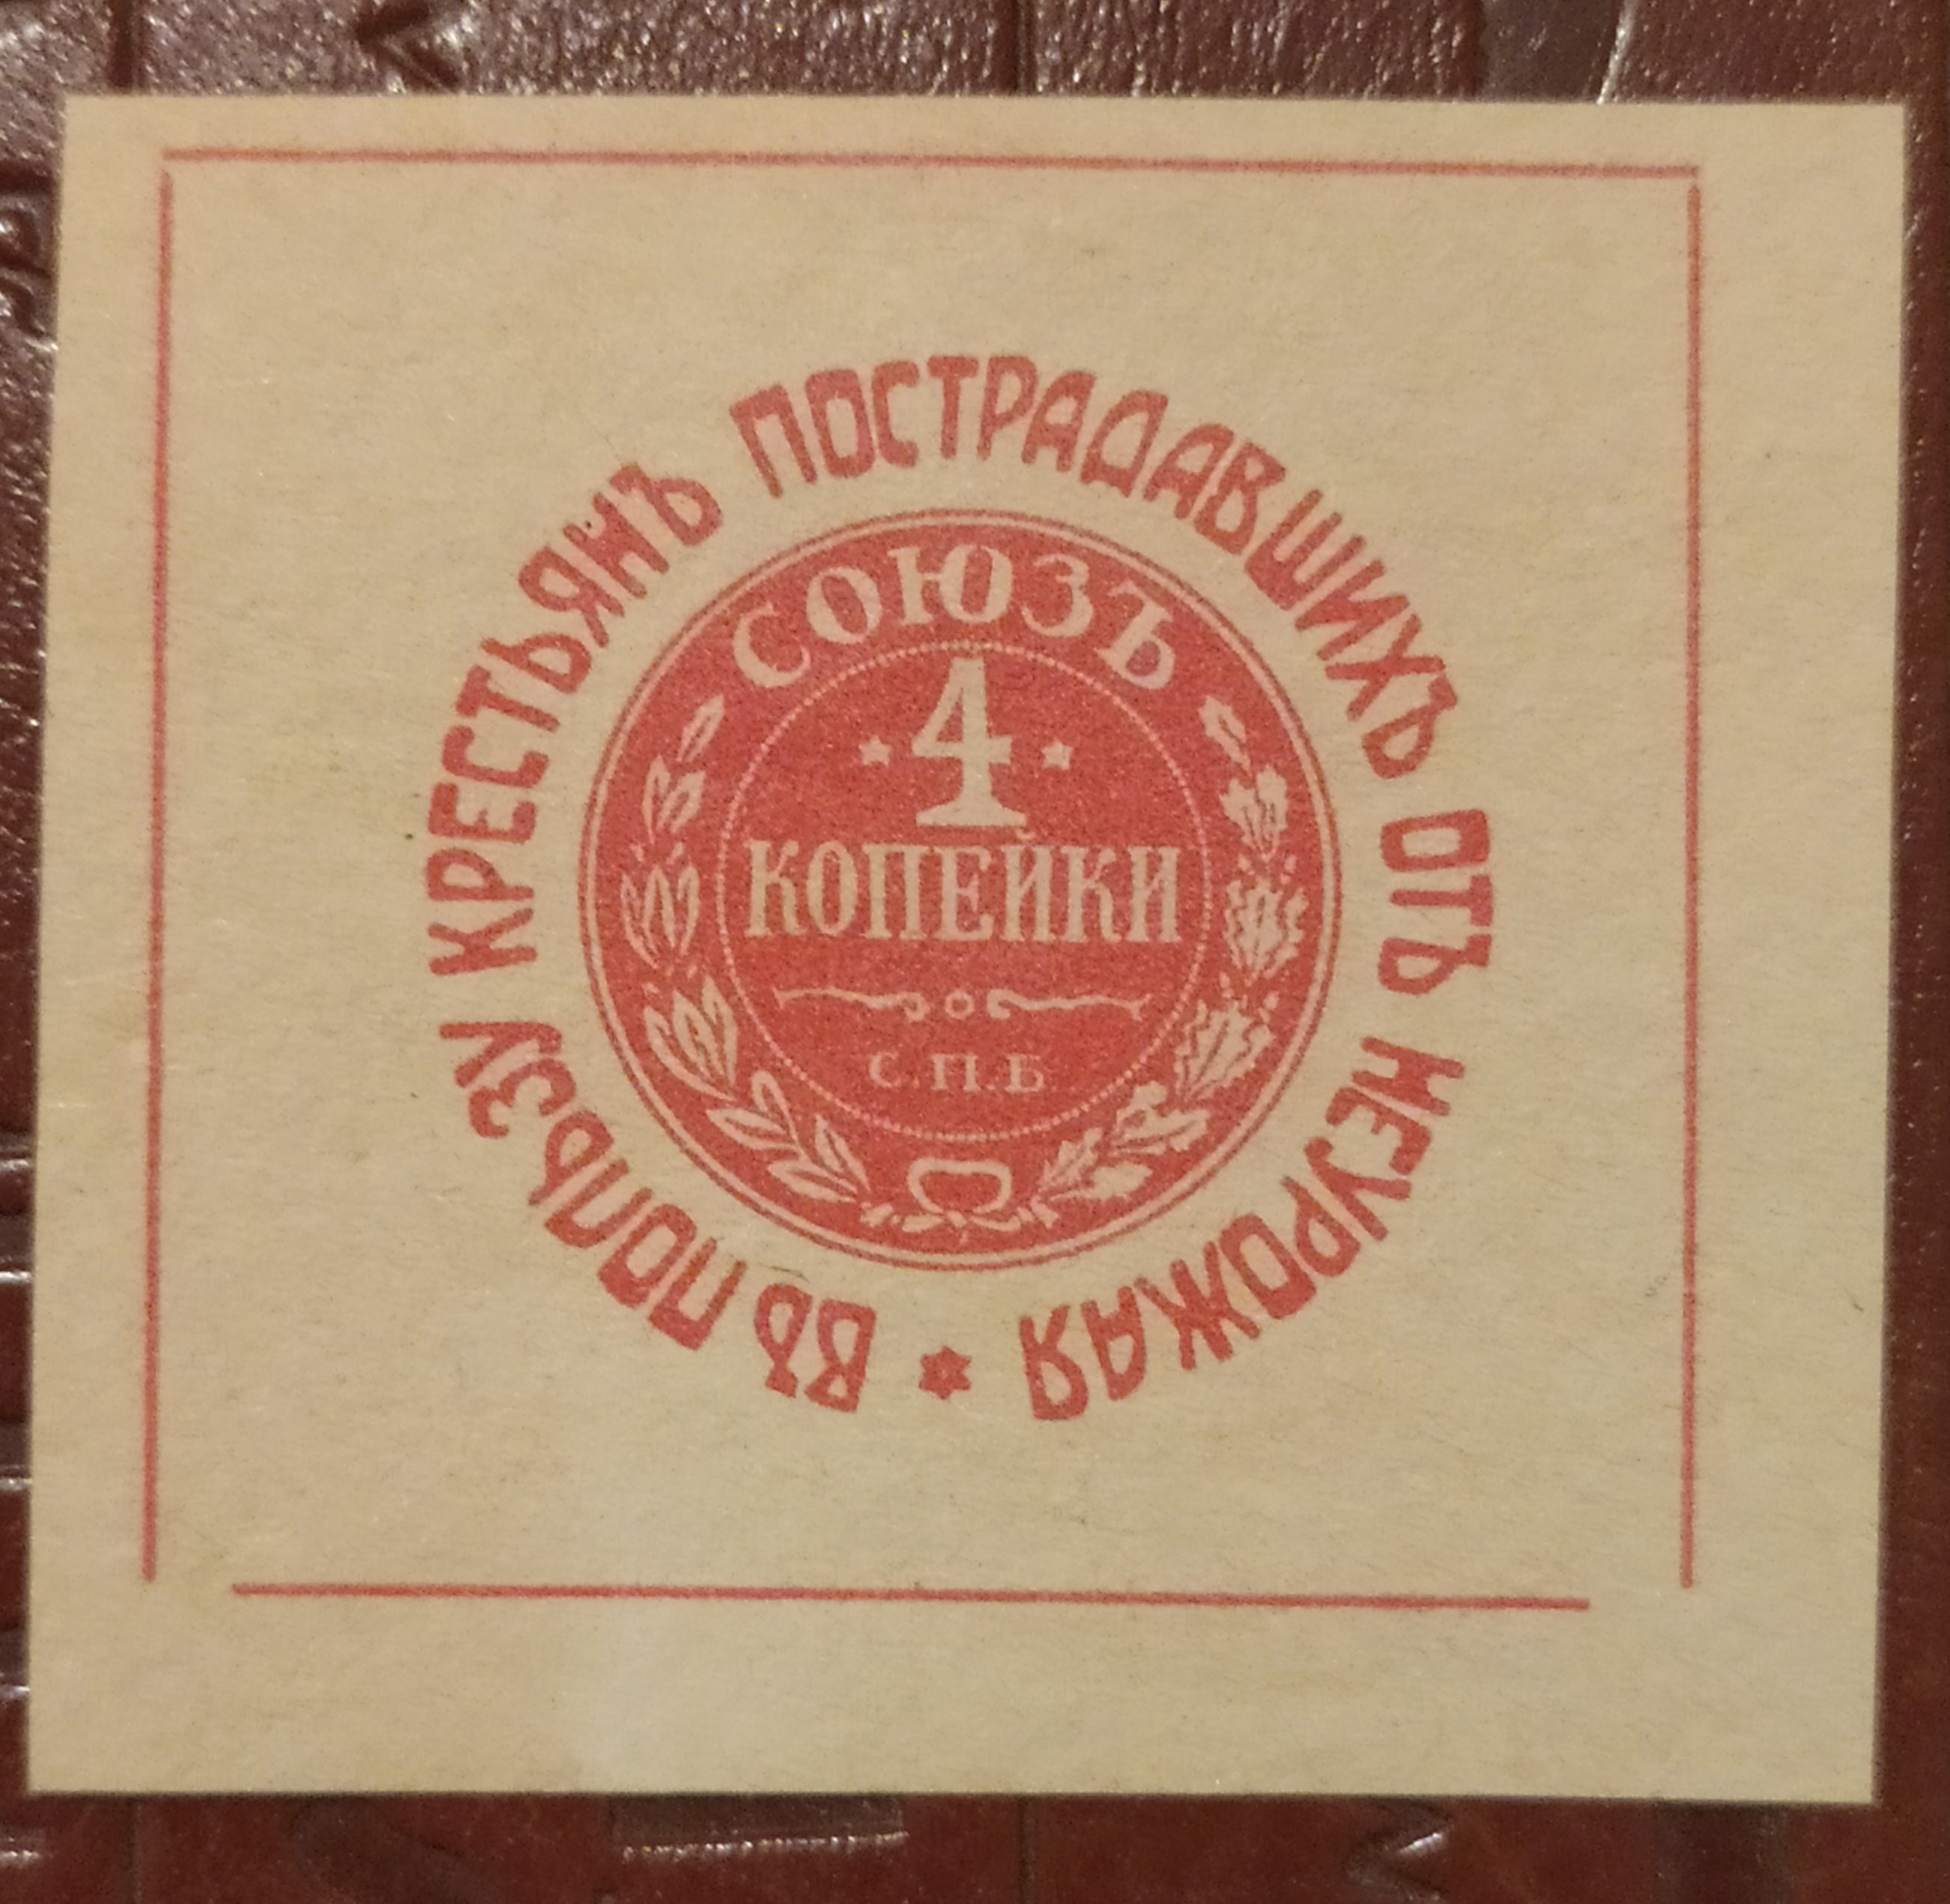 ВЪ ПОЛЬЗУ КРЕСТЬЯНЪ ПОСТРАДАВШИХЪ ОТЪ НЕУРОЖАЯ
СОЮЗЪ
4
КОПЕЙКИ
С.П.Б